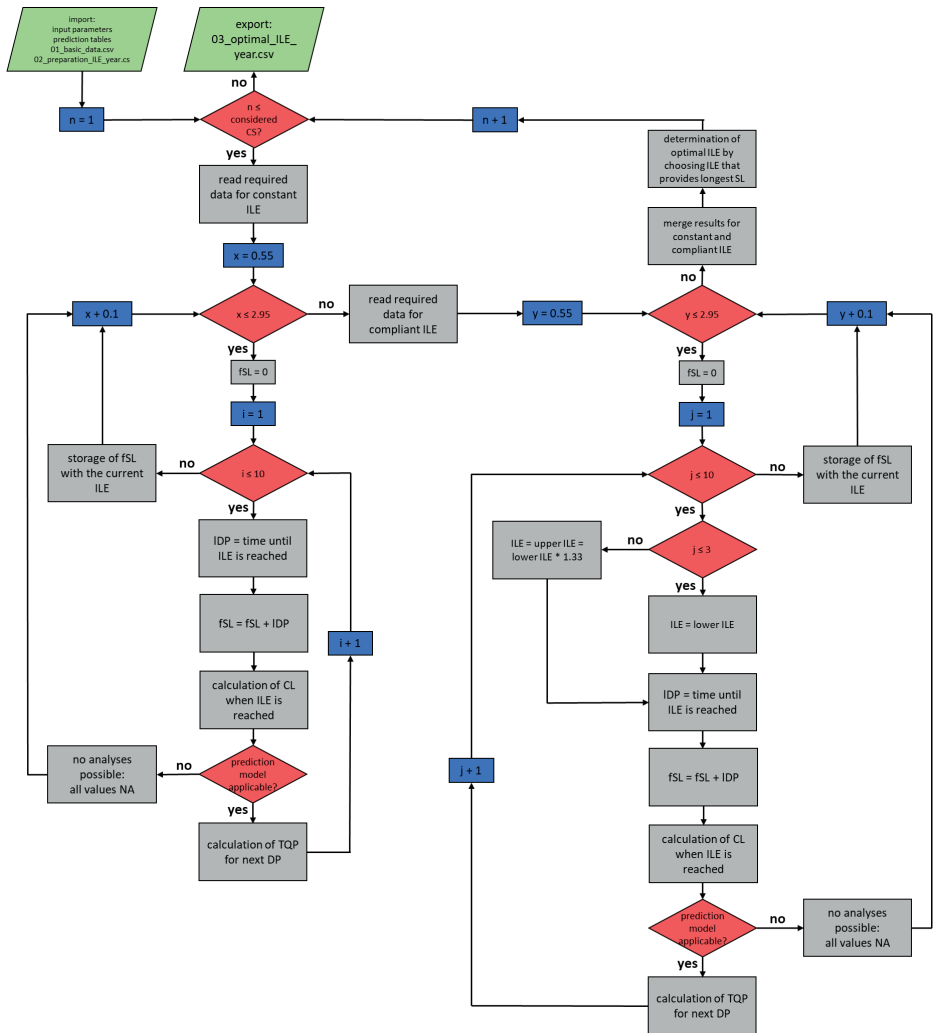 import:
input parameters
prediction tables
01_basic_data.csv
02_preparation_ILE_year.cs
export:
03_optimal_ILE_
year.csv
no
n = 1
n ≤
considered
CS?
n + 1
yes
determination of
optimal ILE by
choosing ILE that
provides longest SL
read required
data for constant
ILE
merge results for
constant and
compliant ILE
x = 0.55
no
x + 0.1
x ≤ 2.95
no
read required
data for
compliant ILE
y = 0.55
y ≤ 2.95
y + 0.1
yes
fSL = 0
yes
fSL = 0
i = 1
j = 1
storage of fSL
with the current
ILE
no
i ≤ 10
j ≤ 10
no
storage of fSL
with the current
ILE
yes
yes
lDP = time until
ILE is reached
ILE = upper ILE =
lower ILE * 1.33
no
j ≤ 3
yes
fSL = fSL + lDP
i + 1
ILE = lower ILE
calculation of CL
when ILE is
reached
lDP = time until
ILE is reached
no analyses
possible:
all values NA
no
prediction
model
applicable?
j + 1
fSL = fSL + lDP
yes
calculation of TQP
for next DP
calculation of CL
when ILE is
reached
prediction
model
applicable?
no
no analyses
possible:
all values NA
yes
calculation of TQP
for next DP